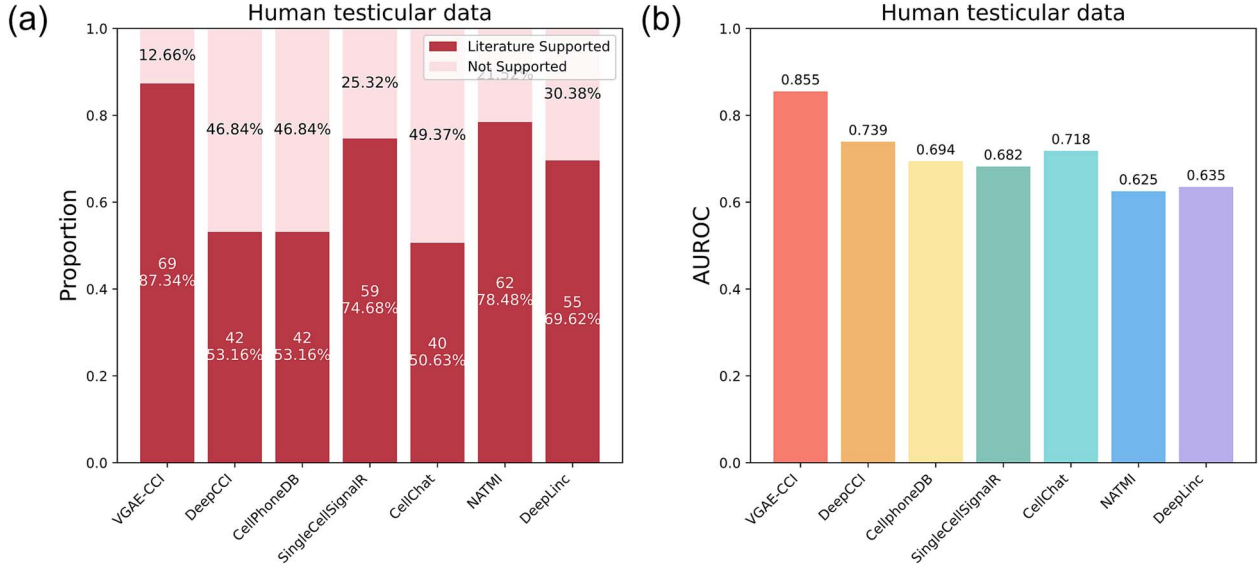 (a)
Human testicular data
Literature Supported
Not Supported
12.66%
46.84%
46.84%
25.32%
49.37%
21.52%
30.38%
69
87.34%
42
53.16%
42
53.16%
59
74.68%
40
50.63%
62
78.48%
55
69.62%
Proportion
1.0
0.8
0.6
0.4
0.2
0.0
VGAE-CCI
DeepCCI
CellPhoneDB
SingleCellSignalR
CellChat
NATMI
DeepLinc
(b)
Human testicular data
AUROC
1.0
0.8
0.6
0.4
0.2
0.0
0.855
0.739
0.694
0.682
0.718
0.625
0.635
VGAE-CCI
DeepCCI
CellPhoneDB
SingleCellSignalR
CellChat
NATMI
DeepLinc